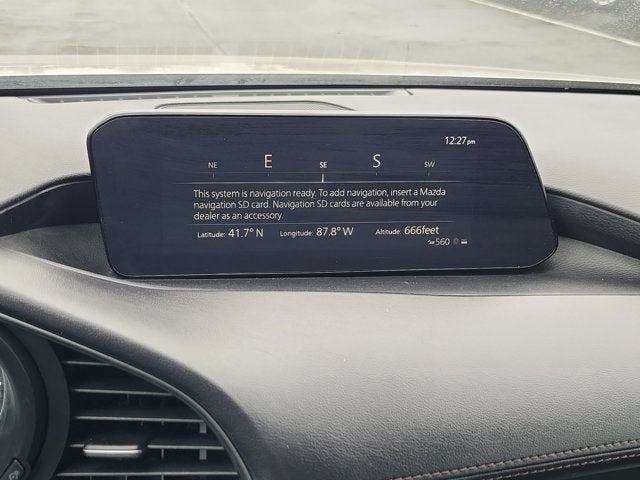 12:27pm
NE E SE S SW
This system is navigation ready. To add navigation, insert a Mazda
navigation SD card. Navigation SD cards are available from your
dealer as an accessory.
Latitude: 41.7° N Longitude: 87.8° W Altitude: 666feet
560